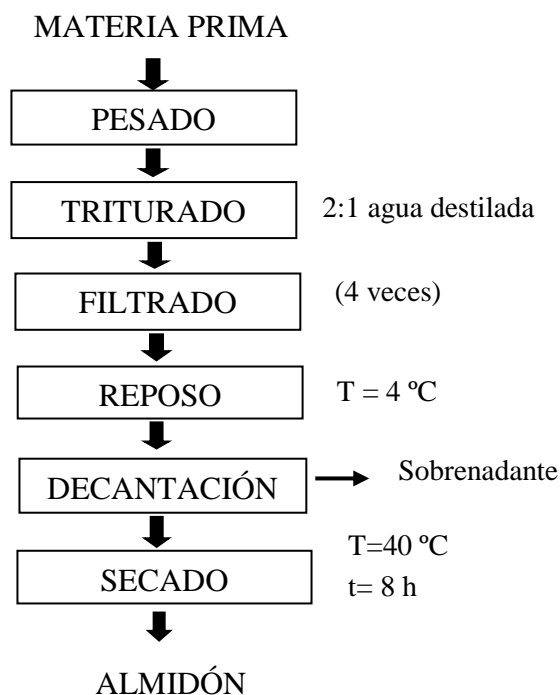 MATERIA PRIMA
PESADO
TRITURADO
2:1 agua destilada
FILTRADO
(4 veces)
REPOSO
T = 4 ºC
DECANTACIÓN
Sobrenadante
SECADO
T=40 ºC
t= 8 h
ALMIDÓN